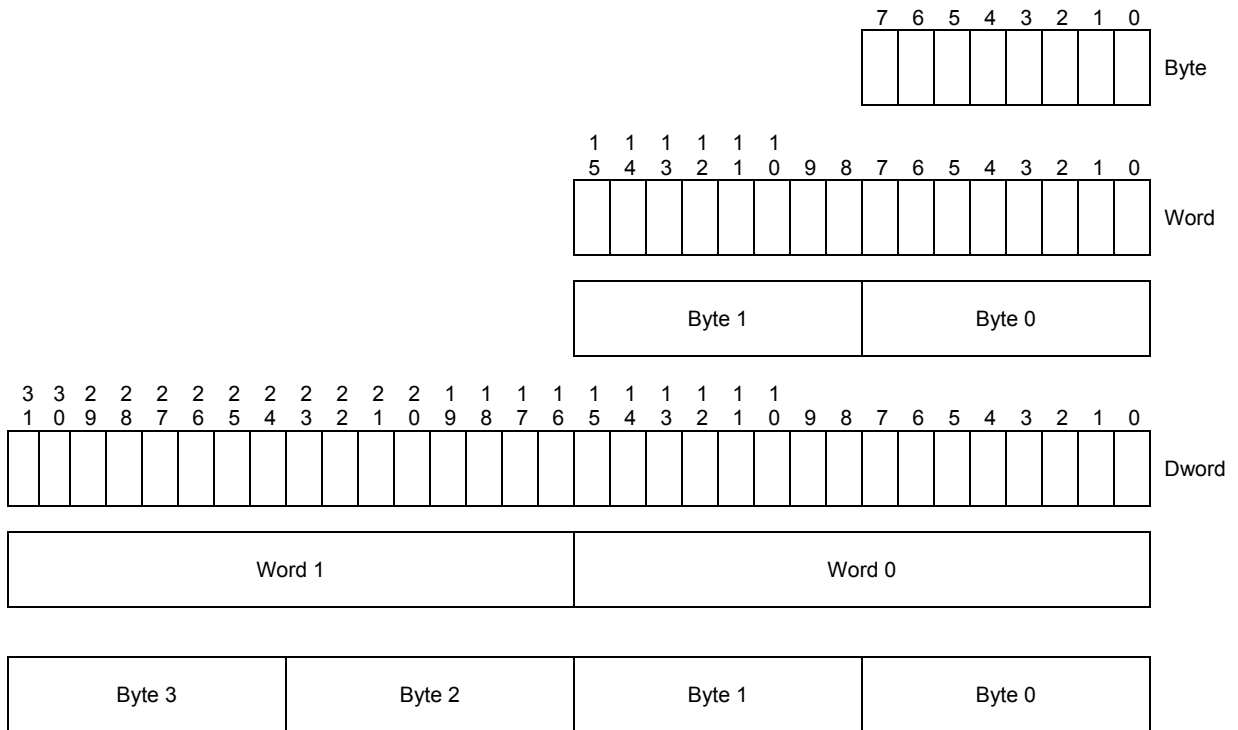 7 6 5 4 3 2 1 0
Byte
1 1 1 1 1 1
5 4 3 2 1 0 9 8 7 6 5 4 3 2 1 0
Word
Byte 1 Byte 0
3 3 2 2 2 2 2 2 2 2 2 2 1 1 1 1 1 1 1 1 1 1
1 0 9 8 7 6 5 4 3 2 1 0 9 8 7 6 5 4 3 2 1 0 9 8 7 6 5 4 3 2 1 0
Dword
Word 1 Word 0
Byte 3 Byte 2 Byte 1 Byte 0